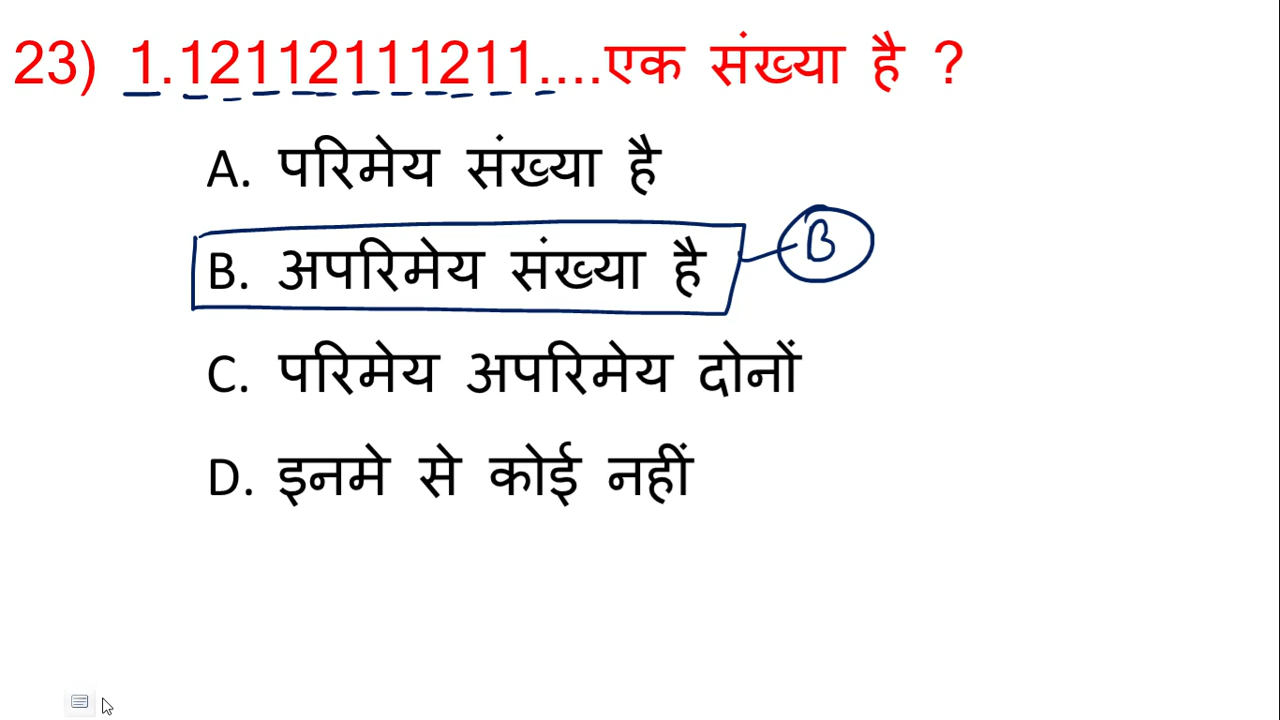 23) 1.12112111211....एक संख्या है ?
A. परिमेय संख्या है
B. अपरिमेय संख्या है
B
C. परिमेय अपरिमेय दोनों
D. इनमे से कोई नहीं